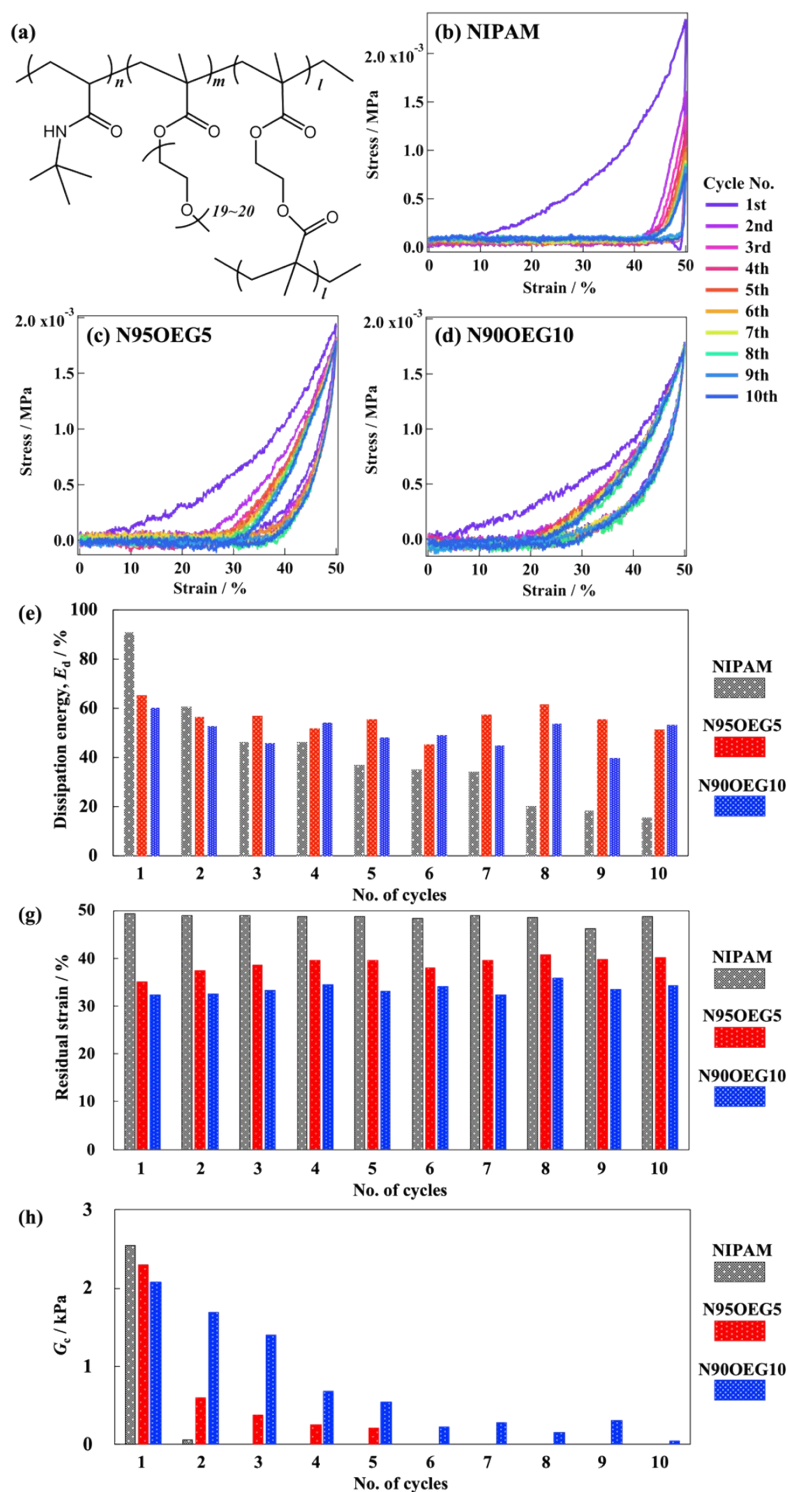 (a)
n
m
l
HN
O
O
O
O
O
O
19~20
O
O
l
(b) NIPAM
2.0 x10⁻³
1.5
1.0
0.5
0.0
Stress / MPa
0 10 20 30 40 50
Strain / %
Cycle No.
1st
2nd
3rd
4th
5th
6th
7th
8th
9th
10th
(c) N95OEG5
2.0 x10⁻³
1.5
1.0
0.5
0.0
Stress / MPa
0 10 20 30 40 50
Strain / %
(d) N90OEG10
2.0 x10⁻³
1.5
1.0
0.5
0.0
Stress / MPa
0 10 20 30 40 50
Strain / %
(e)
Dissipation energy, E_d / %
100
80
60
40
20
0
1 2 3 4 5 6 7 8 9 10
No. of cycles
NIPAM
N95OEG5
N90OEG10
(g)
Residual strain / %
50
40
30
20
10
0
1 2 3 4 5 6 7 8 9 10
No. of cycles
NIPAM
N95OEG5
N90OEG10
(h)
G_c / kPa
3
2
1
0
1 2 3 4 5 6 7 8 9 10
No. of cycles
NIPAM
N95OEG5
N90OEG10